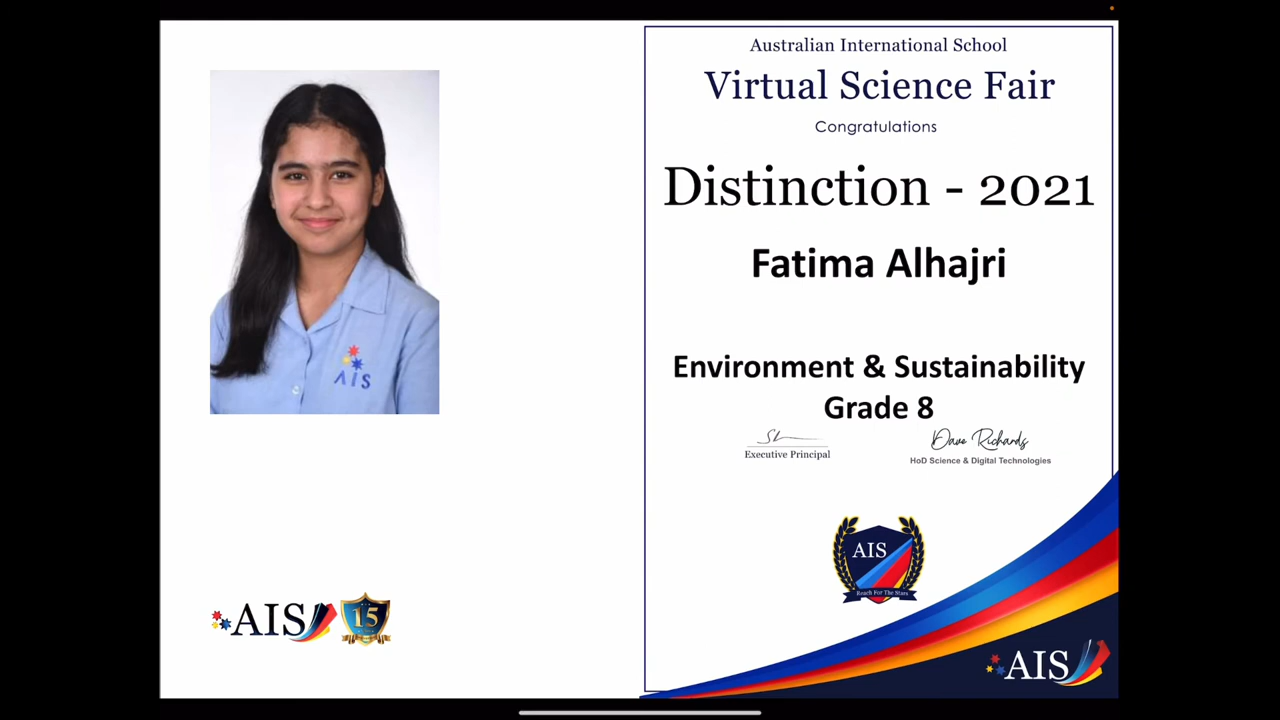 AIS
AIS
15
Australian International School
Virtual Science Fair
Congratulations
Distinction - 2021
Fatima Alhajri
Environment & Sustainability
Grade 8
Executive Principal
Dave Richards
HoD Science & Digital Technologies
AIS
Reach For The Stars
AIS